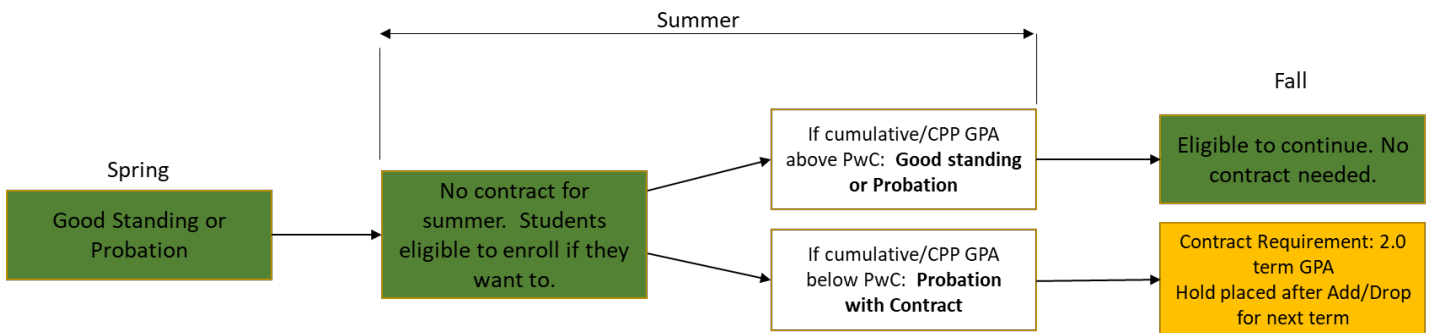 Summer
Fall
Spring
Good Standing or
Probation
No contract for
summer.  Students
eligible to enroll if they
want to.
If cumulative/CPP GPA
above PwC:  Good standing
or Probation
Eligible to continue. No
contract needed.
If cumulative/CPP GPA
below PwC:  Probation
with Contract
Contract Requirement: 2.0
term GPA
Hold placed after Add/Drop
for next term